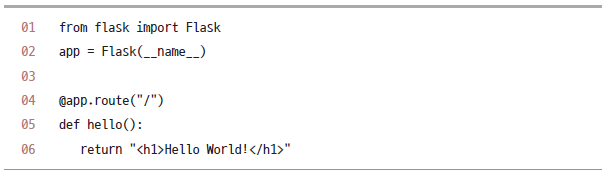 01 from flask import Flask
02 app = Flask(__name__)
03
04 @app.route("/")
05 def hello():
06    return "<h1>Hello World!</h1>"